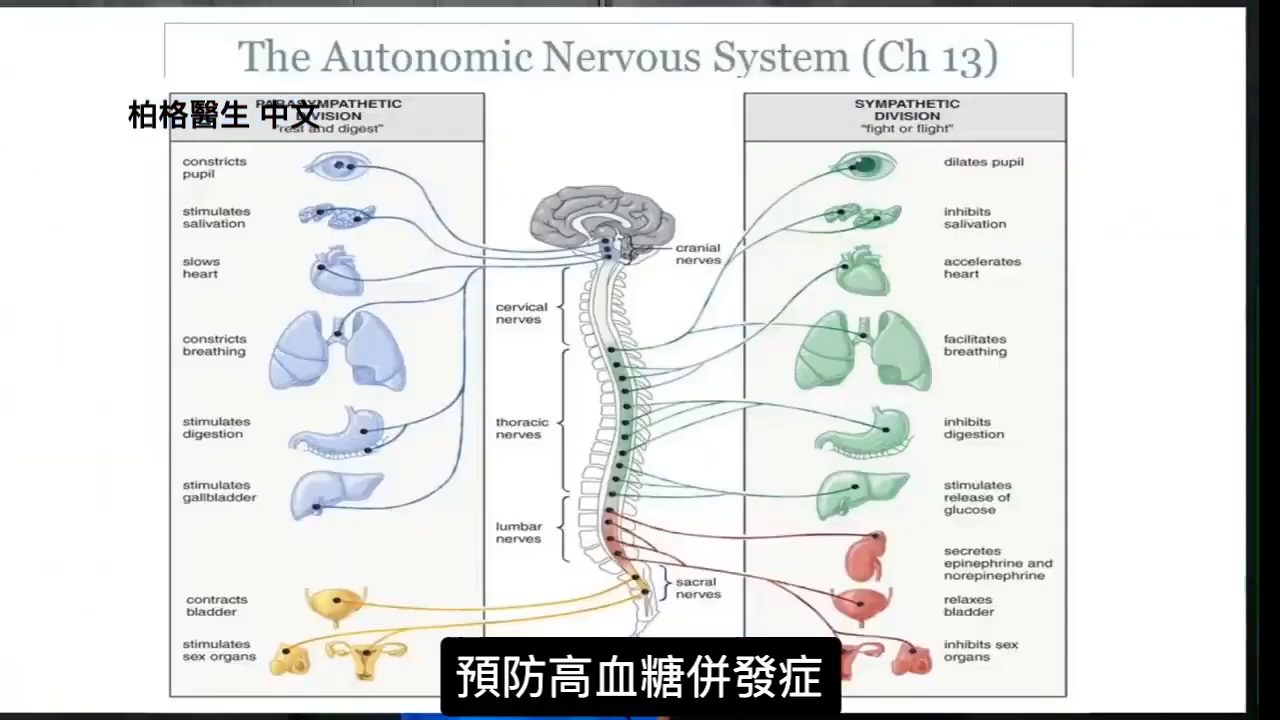 The Autonomic Nervous System (Ch 13)
柏格醫生 中文
PARASYMPATHETIC
DIVISION
"rest and digest"
constricts
pupil
stimulates
salivation
slows
heart
constricts
breathing
stimulates
digestion
stimulates
gallbladder
contracts
bladder
stimulates
sex organs
cranial
nerves
cervical
nerves
thoracic
nerves
lumbar
nerves
sacral
nerves
SYMPATHETIC
DIVISION
"fight or flight"
dilates pupil
inhibits
salivation
accelerates
heart
facilitates
breathing
inhibits
digestion
stimulates
release of
glucose
secretes
epinephrine and
norepinephrine
relaxes
bladder
inhibits sex
organs
預防高血糖併發症